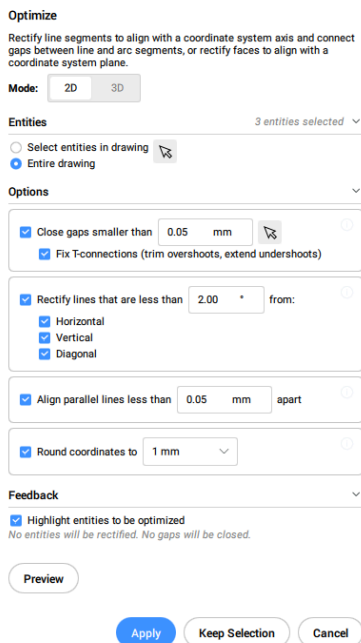 Optimize
Rectify line segments to align with a coordinate system axis and connect
gaps between line and arc segments, or rectify faces to align with a
coordinate system plane.
Mode: 2D 3D
Entities 3 entities selected
Select entities in drawing
Entire drawing
Options
Close gaps smaller than 0.05 mm
Fix T-connections (trim overshoots, extend undershoots)
Rectify lines that are less than 2.00 ° from:
Horizontal
Vertical
Diagonal
Align parallel lines less than 0.05 mm apart
Round coordinates to 1 mm
Feedback
Highlight entities to be optimized
No entities will be rectified. No gaps will be closed.
Preview
Apply Keep Selection Cancel